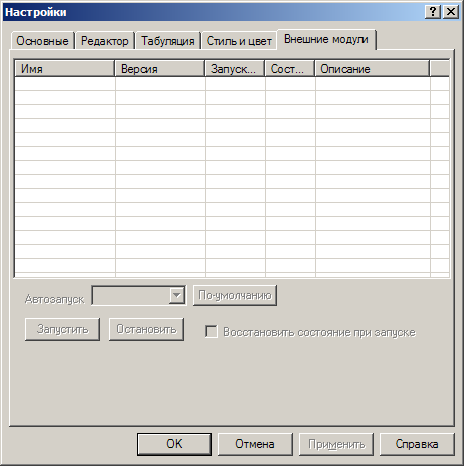 Настройки
Основные Редактор Табуляция Стиль и цвет Внешние модули
Имя Версия Запуск... Сост... Описание
Автозапуск По-умолчанию
Запустить Остановить Восстановить состояние при запуске
OK Отмена Применить Справка